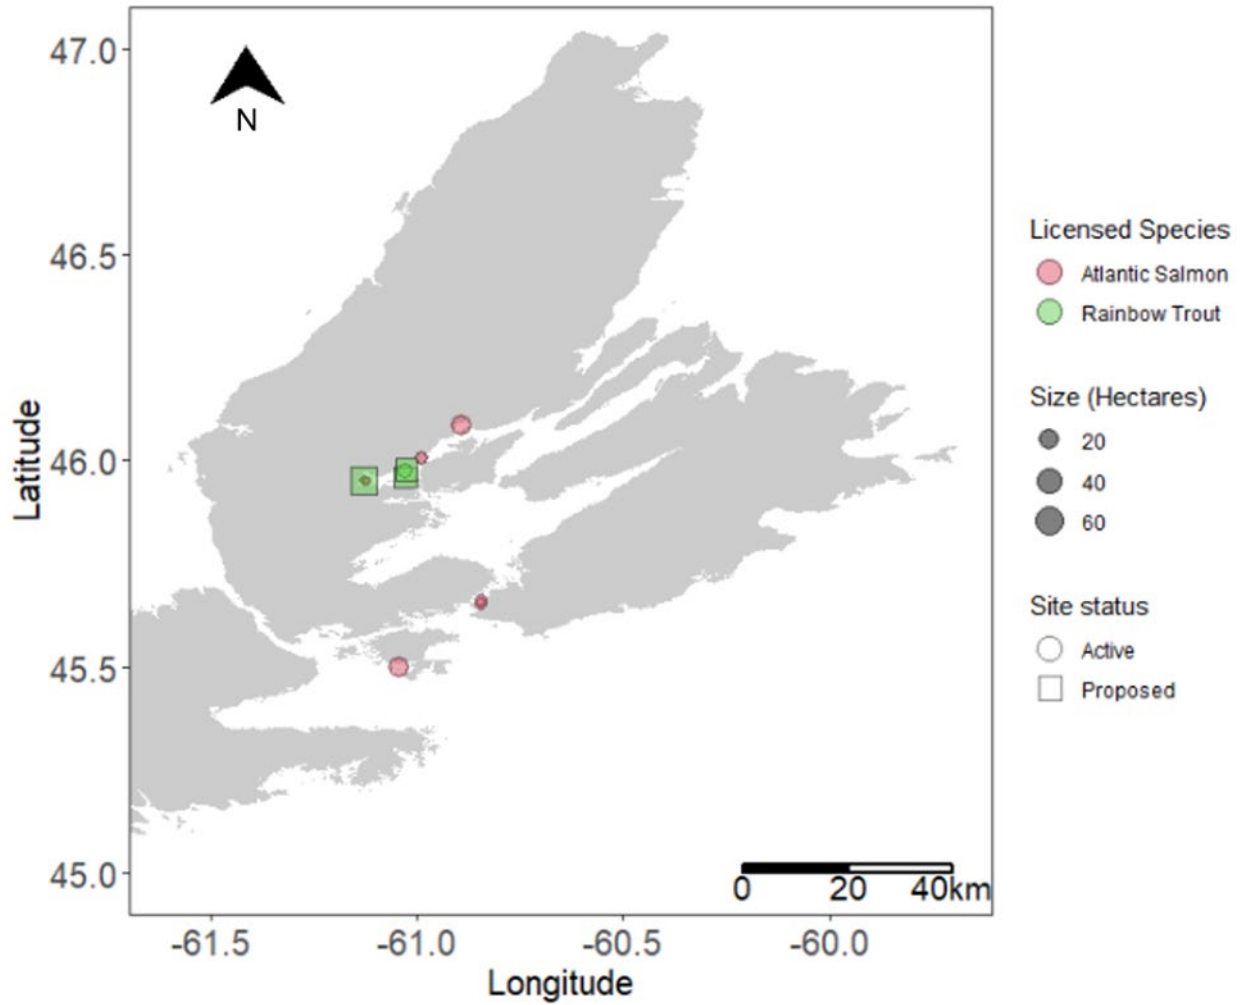 47.0
46.5
46.0
45.5
45.0
Latitude
N
0 20 40km
-61.5 -61.0 -60.5 -60.0
Longitude
Licensed Species
Atlantic Salmon
Rainbow Trout
Size (Hectares)
20
40
60
Site status
Active
Proposed